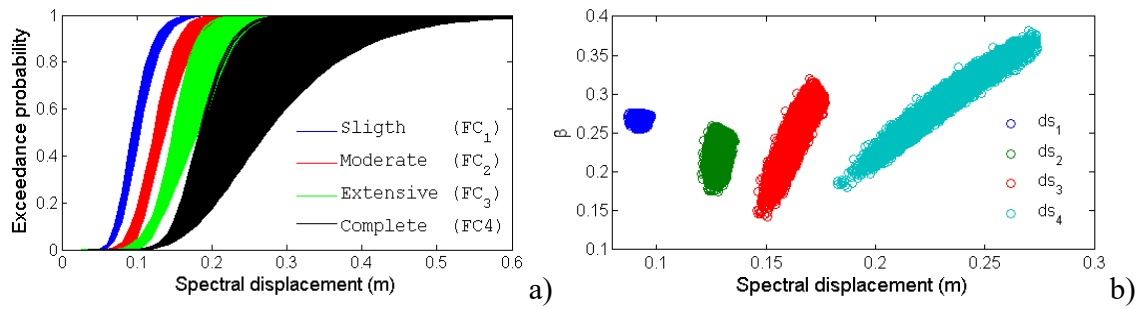 Exceedance probability
1
0.8
0.6
0.4
0.2
0
0 0.1 0.2 0.3 0.4 0.5 0.6
Spectral displacement (m)
Sligth (FC1)
Moderate (FC2)
Extensive (FC3)
Complete (FC4)
a)
β
0.4
0.35
0.3
0.25
0.2
0.15
0.1
0.1 0.15 0.2 0.25 0.3
Spectral displacement (m)
ds1
ds2
ds3
ds4
b)